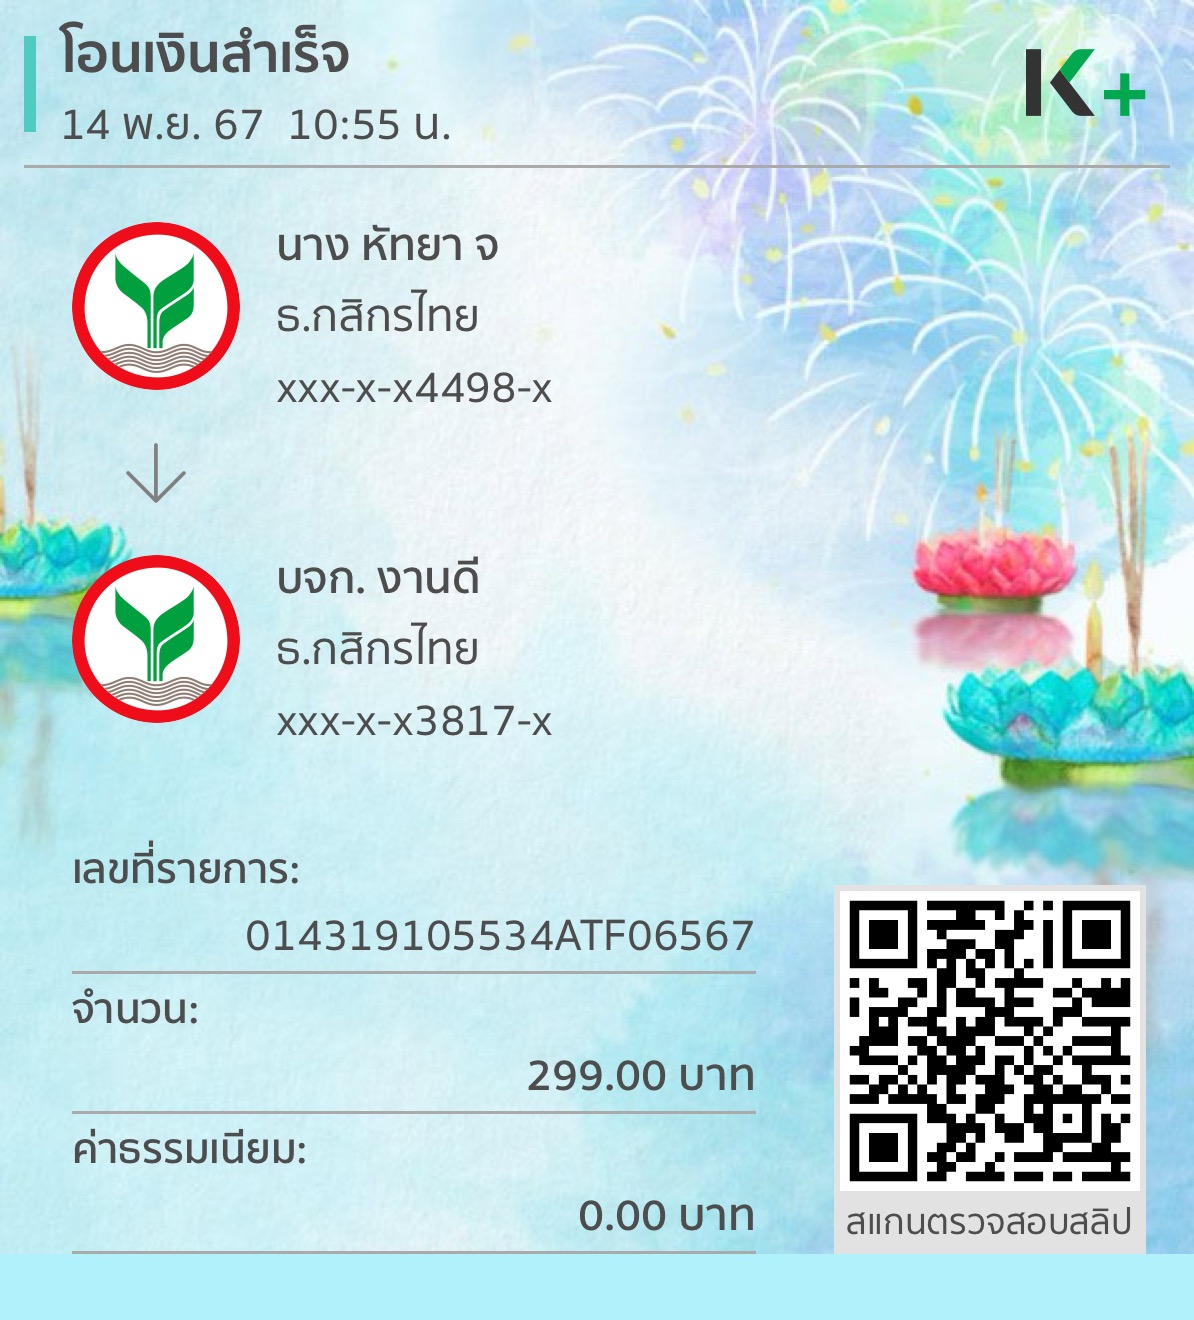 โอนเงินสำเร็จ
14 พ.ย. 67  10:55 น.
K+
นาง หัทยา จ
ธ.กสิกรไทย
xxx-x-x4498-x
บจก. งานดี
ธ.กสิกรไทย
xxx-x-x3817-x
เลขที่รายการ:
014319105534ATF06567
จำนวน:
299.00 บาท
ค่าธรรมเนียม:
0.00 บาท
สแกนตรวจสอบสลิป